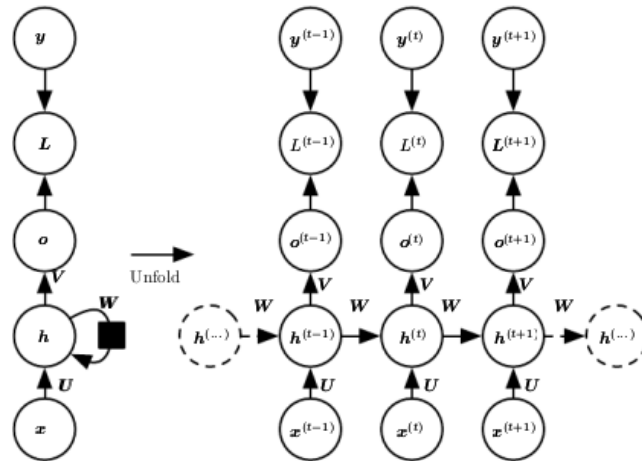 y y^(t−1) y^(t) y^(t+1)
L L^(t−1) L^(t) L^(t+1)
o o^(t−1) o^(t) o^(t+1)
Unfold
V V V V
W W W W W
h h^(...) h^(t−1) h^(t) h^(t+1) h^(...)
U U U U
x x^(t−1) x^(t) x^(t+1)